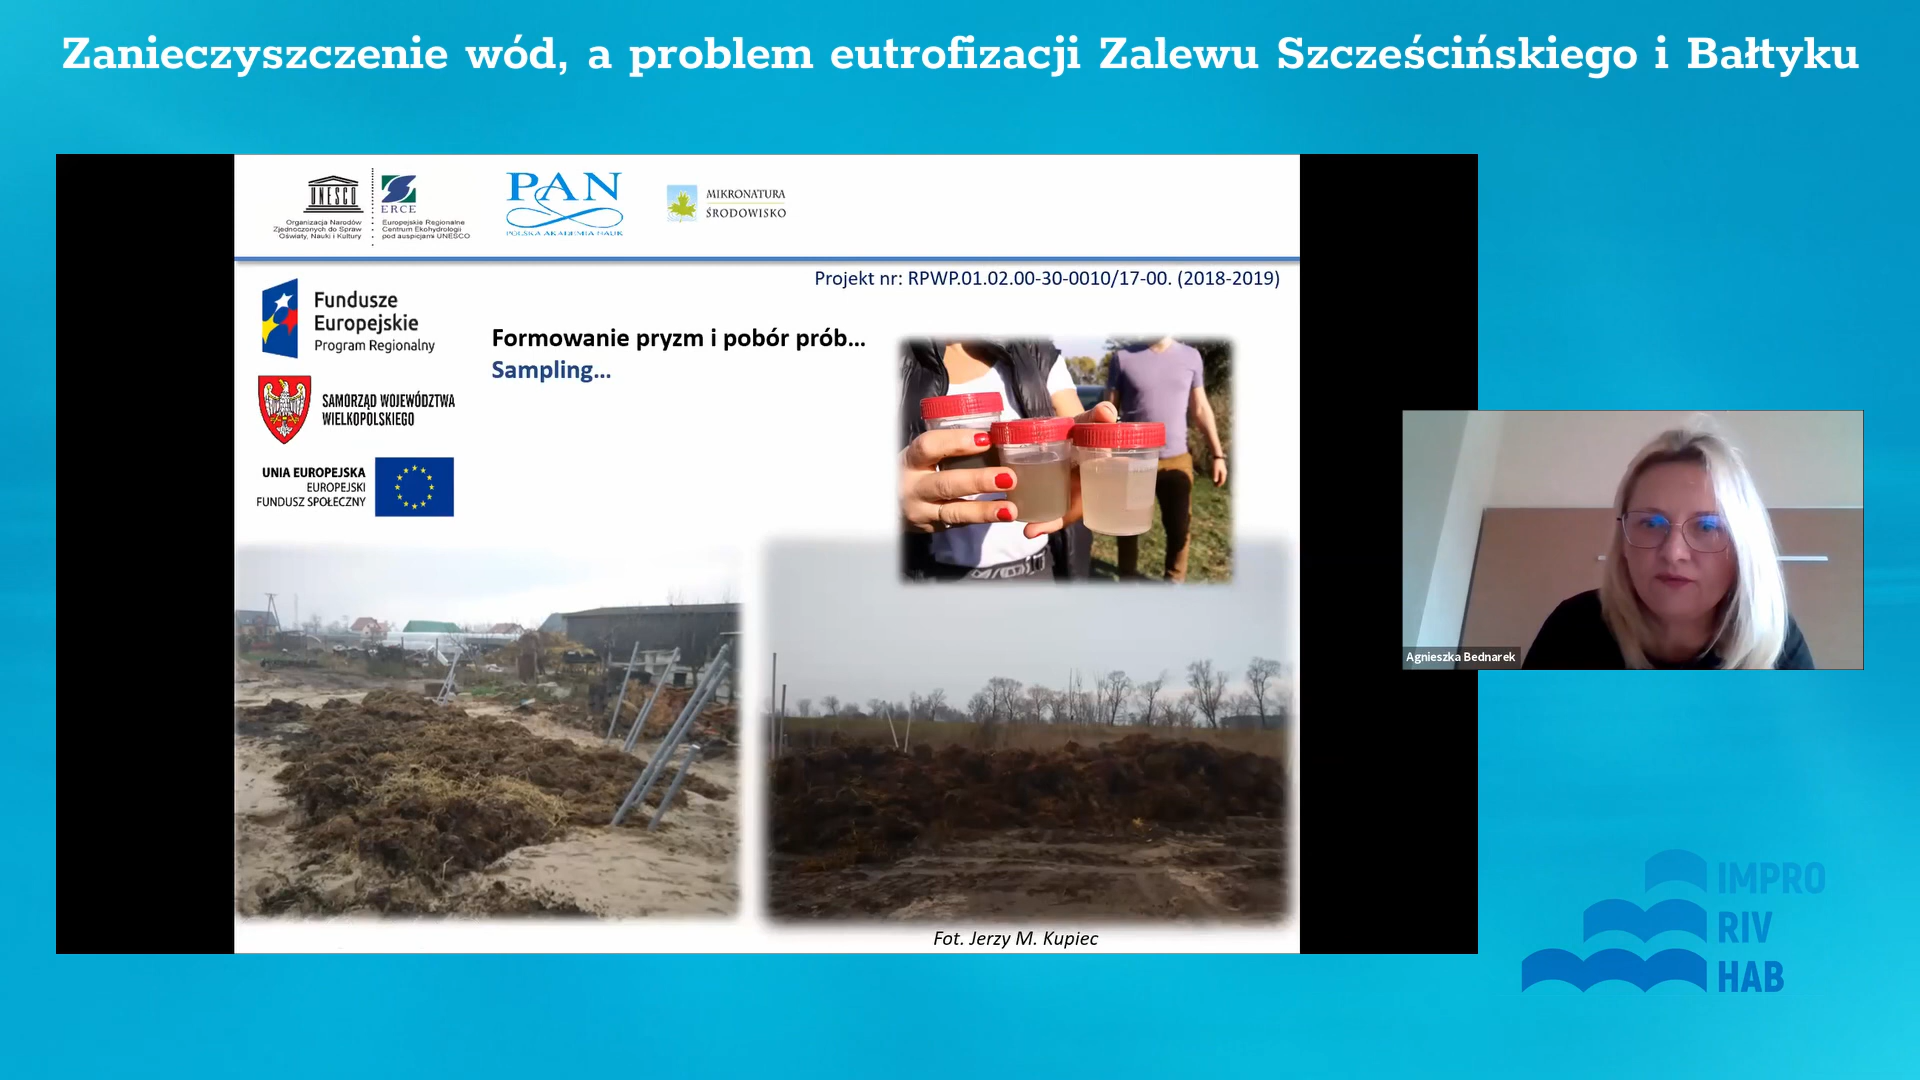 Zanieczyszczenie wód, a problem eutrofizacji Zalewu Szcześcińskiego i Bałtyku
UNESCO
ERCE
Organizacja Narodów
Zjednoczonych do Spraw
Oświaty, Nauki i Kultury
Europejskie Regionalne
Centrum Ekohydrologii
pod auspicjami UNESCO
PAN
POLSKA AKADEMIA NAUK
MIKRONATURA
ŚRODOWISKO
Projekt nr: RPWP.01.02.00-30-0010/17-00. (2018-2019)
Fundusze
Europejskie
Program Regionalny
Formowanie pryzm i pobór prób...
Sampling...
SAMORZĄD WOJEWÓDZTWA
WIELKOPOLSKIEGO
UNIA EUROPEJSKA
EUROPEJSKI
FUNDUSZ SPOŁECZNY
Agnieszka Bednarek
Fot. Jerzy M. Kupiec
IMPRO
RIV
HAB